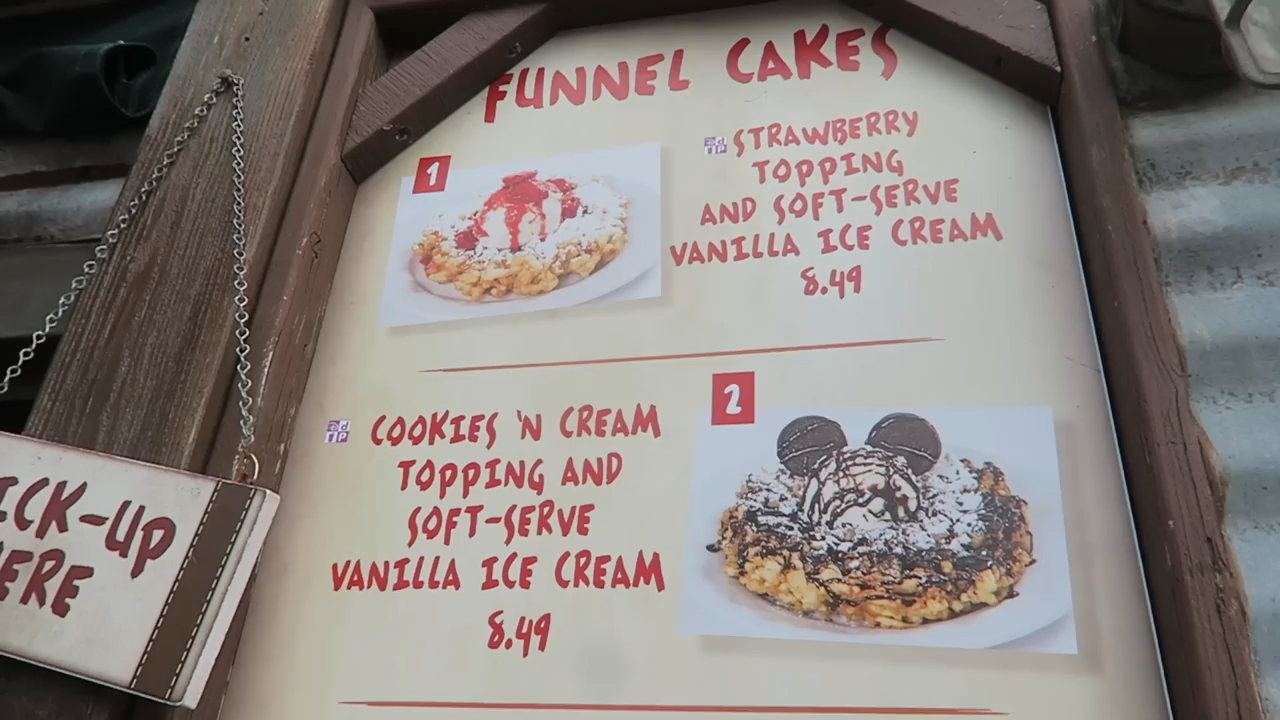 FUNNEL CAKES
1
STRAWBERRY
TOPPING
AND SOFT-SERVE
VANILLA ICE CREAM
8.49
2
COOKIES 'N CREAM
TOPPING AND
SOFT-SERVE
VANILLA ICE CREAM
8.49
ICK-UP
ERE